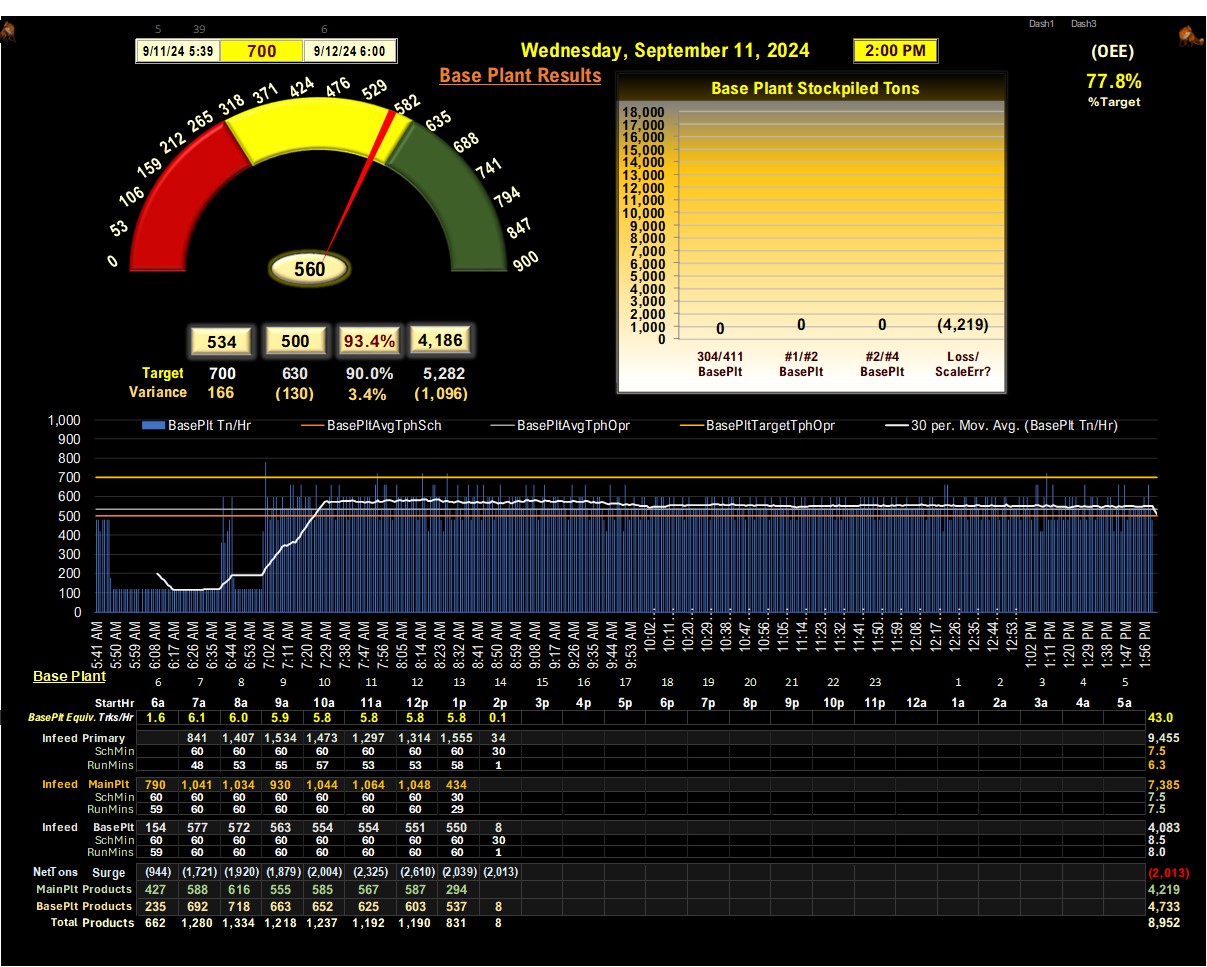 5 39 6 Dash1 Dash3
9/11/24 5:39 700 9/12/24 6:00 Wednesday, September 11, 2024 2:00 PM (OEE)
Base Plant Results 77.8%
%Target
0 53 106 159 212 265 318 371 424 476 529 582 635 688 741 794 847 900
560
534 500 93.4% 4,186
Target 700 630 90.0% 5,282
Variance 166 (130) 3.4% (1,096)
Base Plant Stockpiled Tons
18,000
17,000
16,000
15,000
14,000
13,000
12,000
11,000
10,000
9,000
8,000
7,000
6,000
5,000
4,000
3,000
2,000
1,000
0
0 0 0 (4,219)
304/411 #1/#2 #2/#4 Loss/
BasePlt BasePlt BasePlt ScaleErr?
BasePlt Tn/Hr BasePltAvgTphSch BasePltAvgTphOpr BasePltTargetTphOpr 30 per. Mov. Avg. (BasePlt Tn/Hr)
1,000
900
800
700
600
500
400
300
200
100
0
5:41 AM 5:50 AM 5:59 AM 6:08 AM 6:17 AM 6:26 AM 6:35 AM 6:44 AM 6:53 AM 7:02 AM 7:11 AM 7:20 AM 7:29 AM 7:38 AM 7:47 AM 7:56 AM 8:05 AM 8:14 AM 8:23 AM 8:32 AM 8:41 AM 8:50 AM 8:59 AM 9:08 AM 9:17 AM 9:26 AM 9:35 AM 9:44 AM 9:53 AM 10:02… 10:11… 10:20… 10:29… 10:38… 10:47… 10:56… 11:05… 11:14… 11:23… 11:32… 11:41… 11:50… 11:59… 12:08… 12:17… 12:26… 12:35… 12:44… 12:53… 1:02 PM 1:11 PM 1:20 PM 1:29 PM 1:38 PM 1:47 PM 1:56 PM
Base Plant
6 7 8 9 10 11 12 13 14 15 16 17 18 19 20 21 22 23 1 2 3 4 5
StartHr 6a 7a 8a 9a 10a 11a 12p 1p 2p 3p 4p 5p 6p 7p 8p 9p 10p 11p 12a 1a 2a 3a 4a 5a
BasePlt Equiv. Trks/Hr 1.6 6.1 6.0 5.9 5.8 5.8 5.8 5.8 0.1 43.0
Infeed Primary 841 1,407 1,534 1,473 1,297 1,314 1,555 34 9,455
SchMin 60 60 60 60 60 60 60 30 7.5
RunMins 48 53 55 57 53 53 58 1 6.3
Infeed MainPlt 790 1,041 1,034 930 1,044 1,064 1,048 434 7,385
SchMin 60 60 60 60 60 60 60 30 7.5
RunMins 59 60 60 60 60 60 60 29 7.5
Infeed BasePlt 154 577 572 563 554 554 551 550 8 4,083
SchMin 60 60 60 60 60 60 60 60 30 8.5
RunMins 59 60 60 60 60 60 60 60 1 8.0
NetTons Surge (944) (1,721) (1,920) (1,879) (2,004) (2,325) (2,610) (2,039) (2,013) (2,013)
MainPlt Products 427 588 616 555 585 567 587 294 4,219
BasePlt Products 235 692 718 663 652 625 603 537 8 4,733
Total Products 662 1,280 1,334 1,218 1,237 1,192 1,190 831 8 8,952